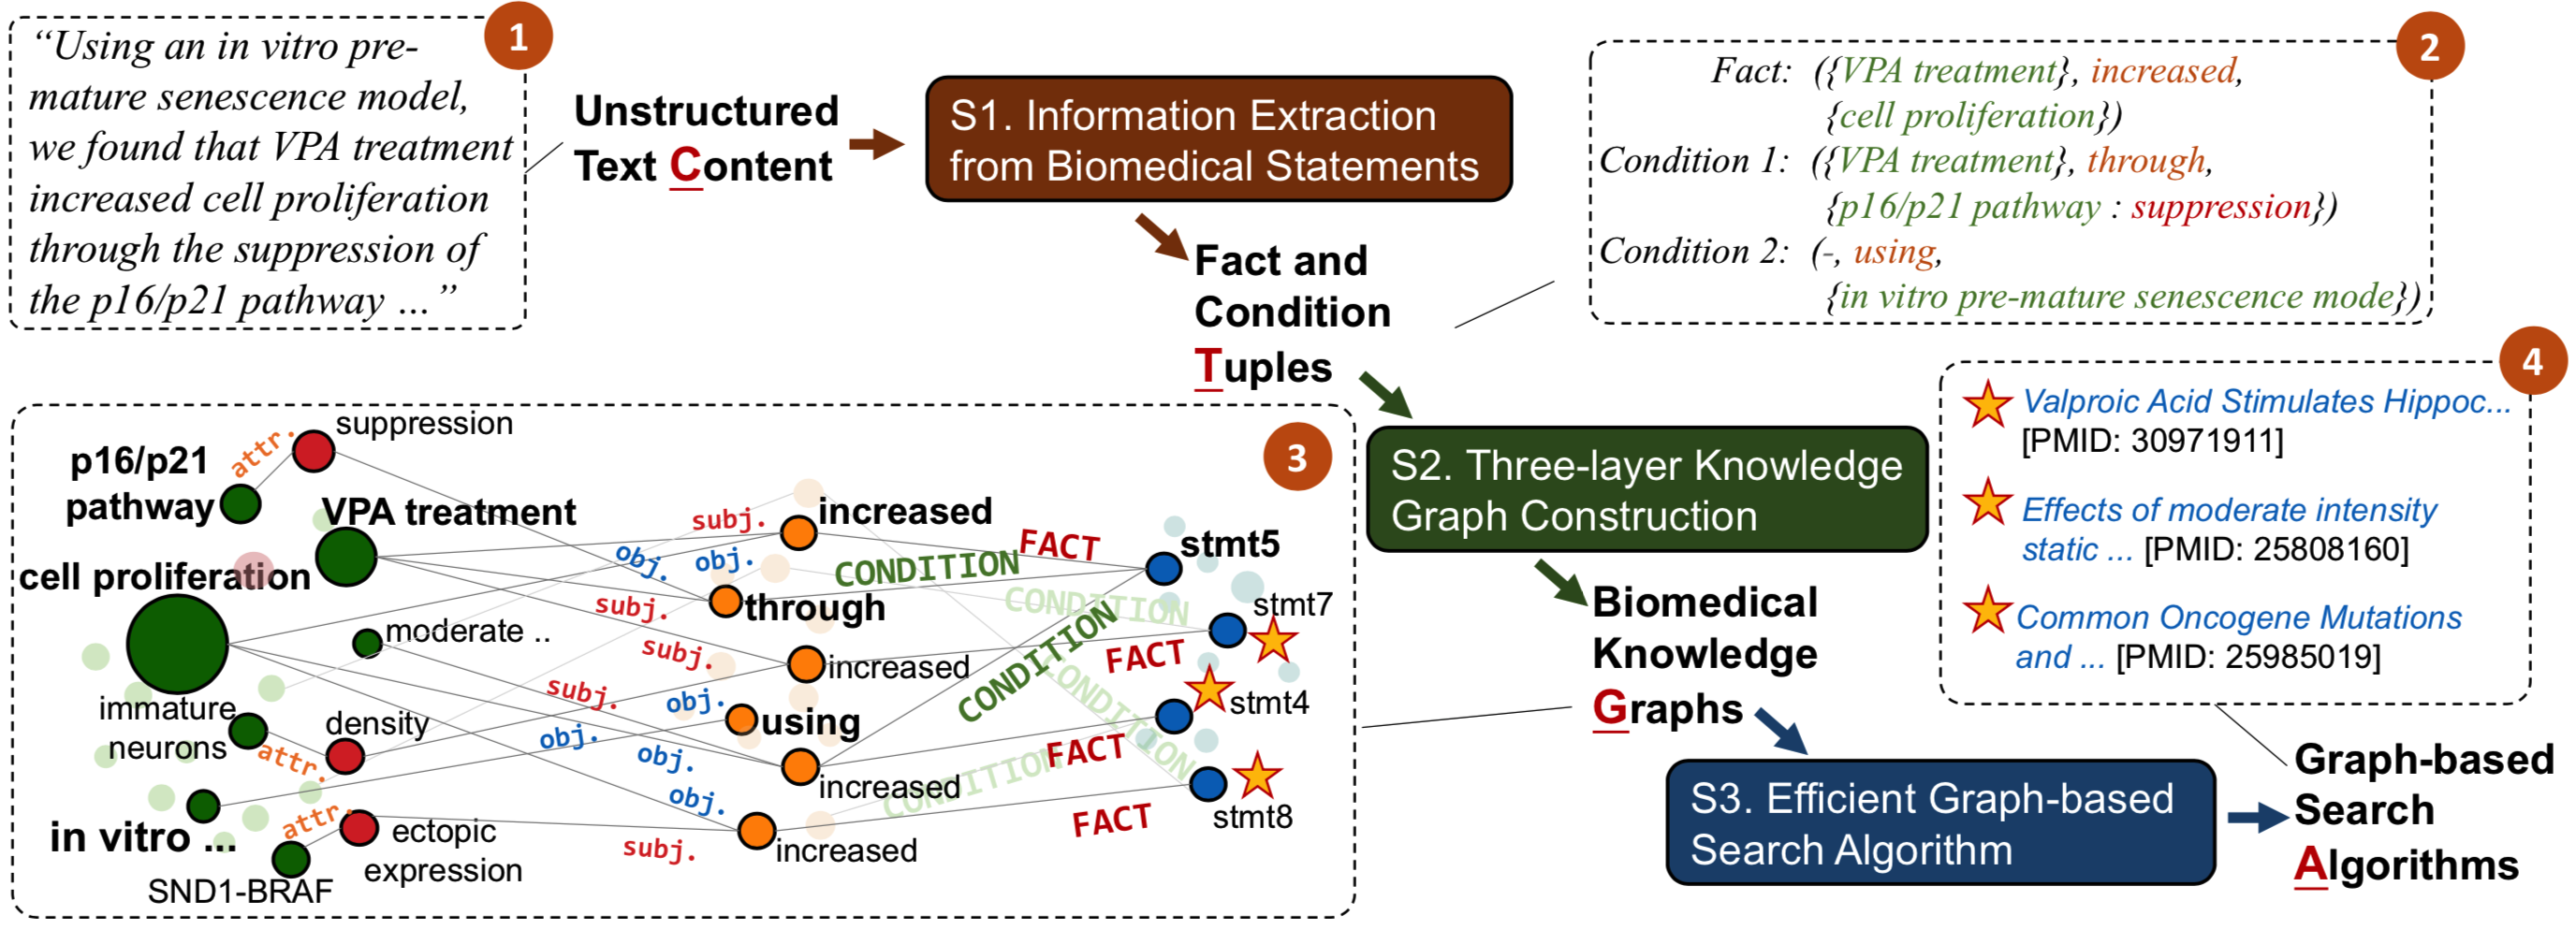 1
“Using an in vitro pre-
mature senescence model,
we found that VPA treatment
increased cell proliferation
through the suppression of
the p16/p21 pathway ...”
Unstructured
Text Content
S1. Information Extraction
from Biomedical Statements
2
Fact: ({VPA treatment}, increased,
{cell proliferation})
Condition 1: ({VPA treatment}, through,
{p16/p21 pathway : suppression})
Condition 2: (-, using,
{in vitro pre-mature senescence mode})
Fact and
Condition
Tuples
S2. Three-layer Knowledge
Graph Construction
3
suppression
attr.
p16/p21
pathway
VPA treatment
cell proliferation
moderate ..
immature
neurons
attr.
density
in vitro ...
attr.
ectopic
expression
SND1-BRAF
subj.
obj.
obj.
subj.
subj.
subj.
obj.
obj.
obj.
obj.
subj.
increased
through
increased
using
increased
increased
FACT
CONDITION
CONDITION
CONDITION
FACT
CONDITION
FACT
CONDITION
FACT
stmt5
stmt7
stmt4
stmt8
Biomedical
Knowledge
Graphs
S3. Efficient Graph-based
Search Algorithm
4
Valproic Acid Stimulates Hippoc...
[PMID: 30971911]
Effects of moderate intensity
static ... [PMID: 25808160]
Common Oncogene Mutations
and ... [PMID: 25985019]
Graph-based
Search
Algorithms